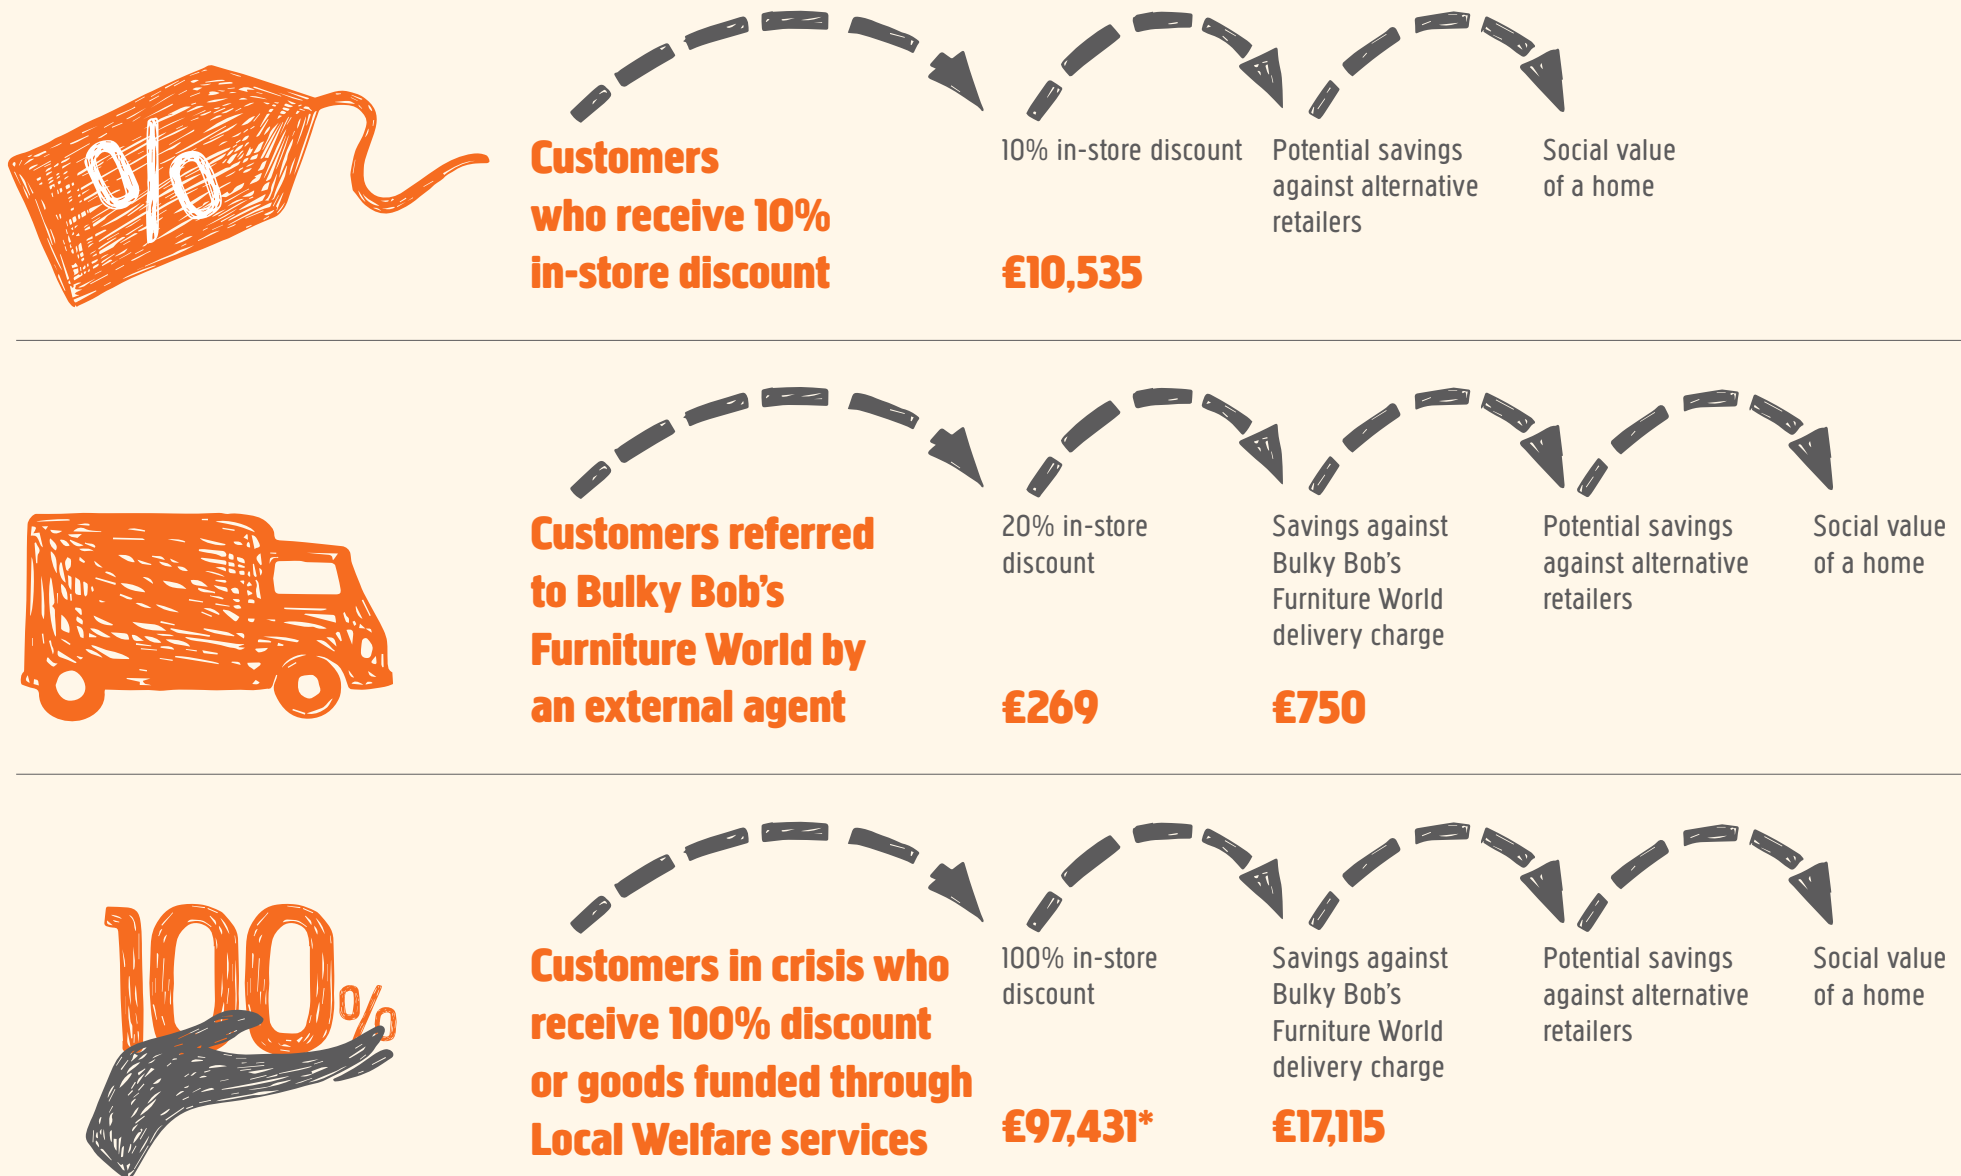 %
Customers
who receive 10%
in-store discount
10% in-store discount
£10,535
Potential savings
against alternative
retailers
Social value
of a home
Customers referred
to Bulky Bob's
Furniture World by
an external agent
20% in-store
discount
£269
Savings against
Bulky Bob's
Furniture World
delivery charge
£750
Potential savings
against alternative
retailers
Social value
of a home
100%
Customers in crisis who
receive 100% discount
or goods funded through
Local Welfare services
100% in-store
discount
£97,431*
Savings against
Bulky Bob's
Furniture World
delivery charge
£17,115
Potential savings
against alternative
retailers
Social value
of a home